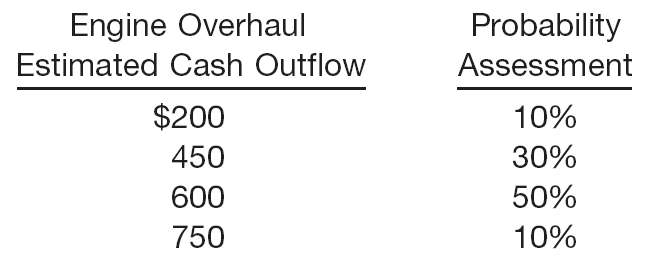 Engine Overhaul Probability
Estimated Cash Outflow Assessment
$200 10%
450 30%
600 50%
750 10%